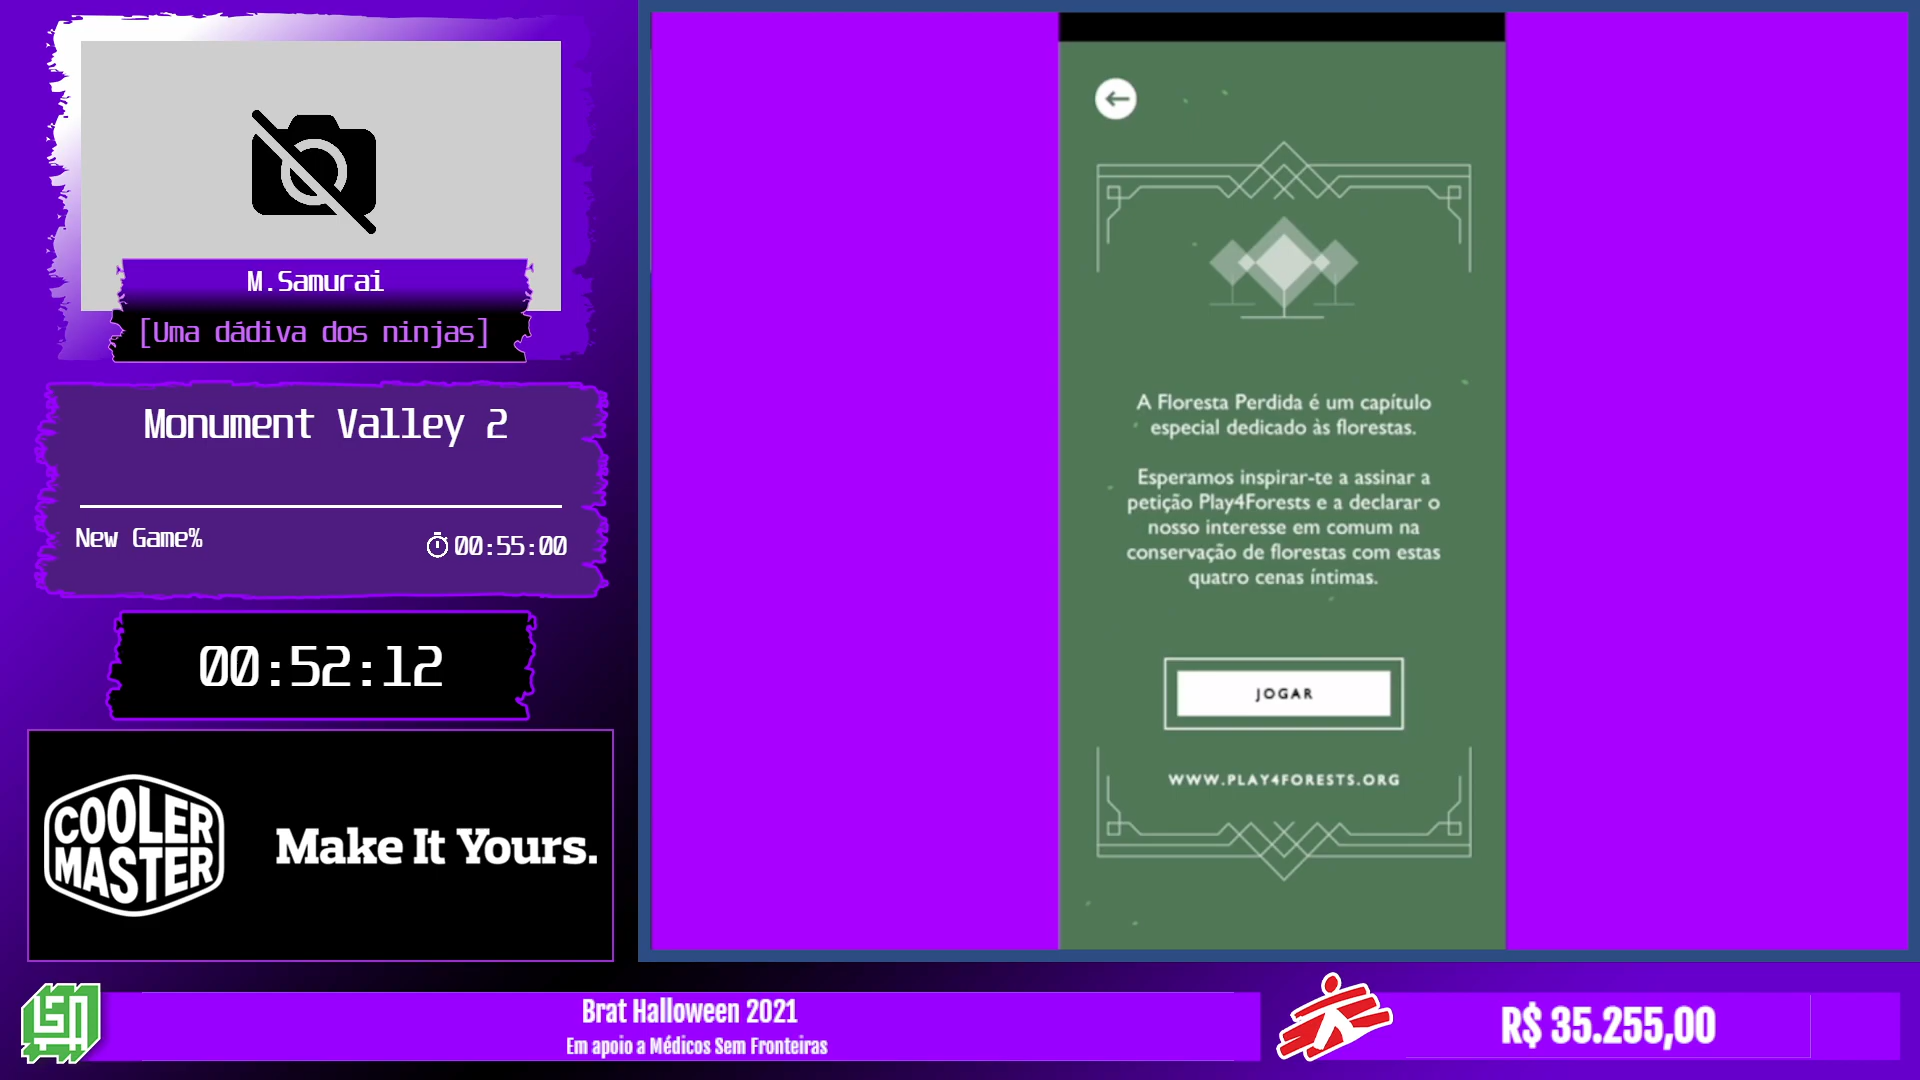 M.Samurai
[Uma dádiva dos ninjas]
Monument Valley 2
New Game%
00:55:00
00:52:12
COOLER
MASTER
Make It Yours.
A Floresta Perdida é um capítulo
especial dedicado às florestas.
Esperamos inspirar-te a assinar a
petição Play4Forests e a declarar o
nosso interesse em comum na
conservação de florestas com estas
quatro cenas íntimas.
JOGAR
WWW.PLAY4FORESTS.ORG
Brat Halloween 2021
Em apoio a Médicos Sem Fronteiras
R$ 35.255,00